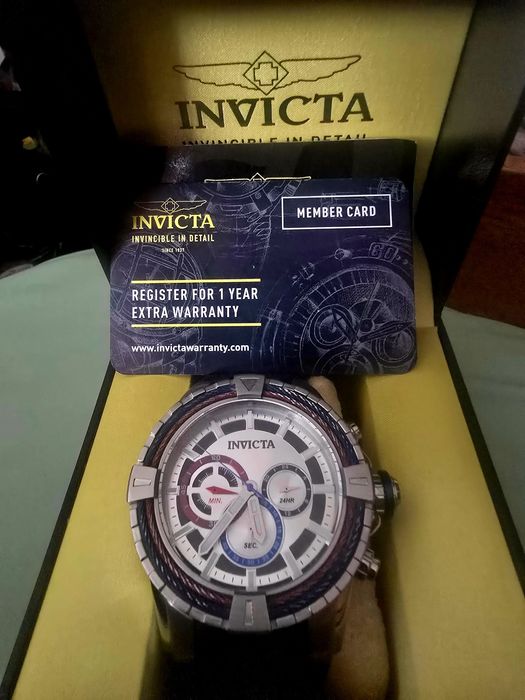 INVICTA
INVINCIBLE IN DETAIL
INVICTA
INVINCIBLE IN DETAIL
SINCE 1837
MEMBER CARD
REGISTER FOR 1 YEAR
EXTRA WARRANTY
www.invictawarranty.com
INVICTA
MIN.
24HR
SEC.